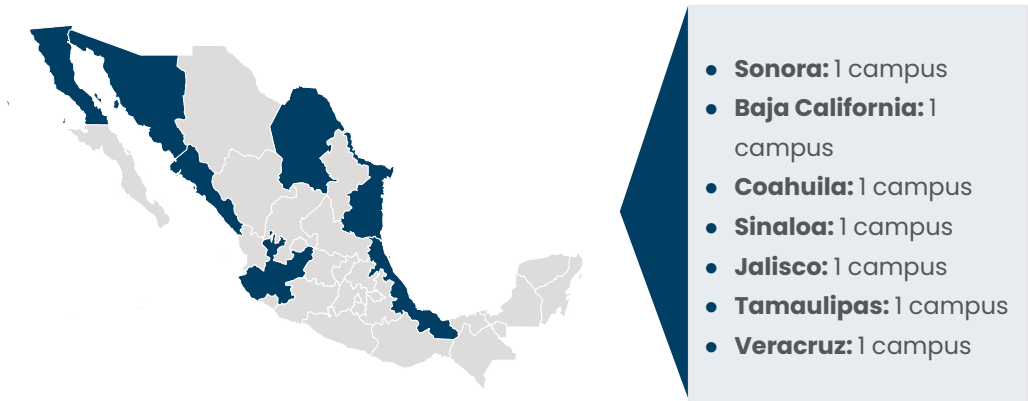 ● Sonora: 1 campus
● Baja California: 1
campus
● Coahuila: 1 campus
● Sinaloa: 1 campus
● Jalisco: 1 campus
● Tamaulipas: 1 campus
● Veracruz: 1 campus